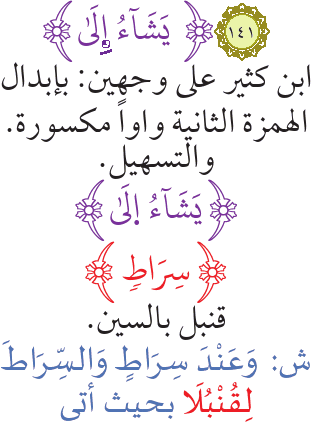 ١٤١ ﴿ يَشَآءُ إِلَىٰ ﴾
ابن كثير على وجهين: بإبدال
الهمزة الثانية واواً مكسورة.
والتسهيل.
﴿ يَشَآءُ إِلَىٰ ﴾
﴿ سِرَاطِ ﴾
قنبل بالسين.
ش: وَعَنْدَ سِرَاطٍ وَالسِّرَاطَ
لِقُنْبُلَا بحيث أتى